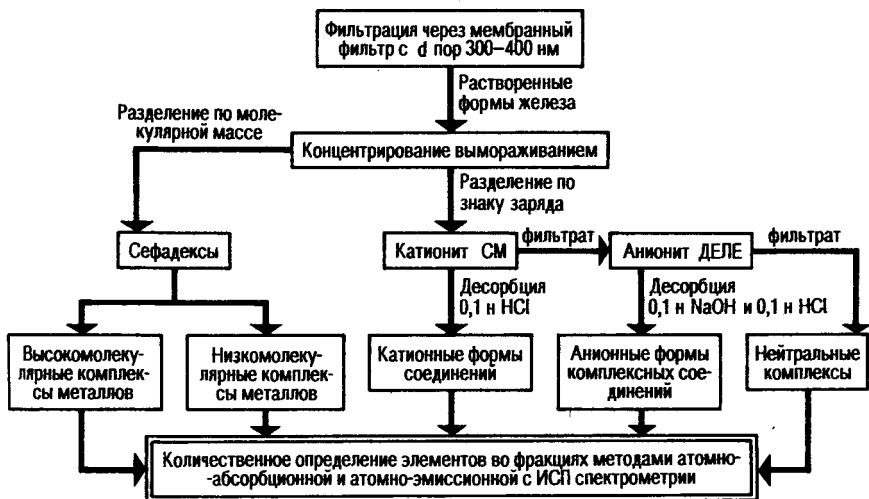 Фильтрация через мембранный
фильтр с d пор 300–400 нм
Растворенные
формы железа
Разделение по моле-
кулярной массе
Концентрирование вымораживанием
Разделение по
знаку заряда
Сефадексы
Катионит СМ
фильтрат
Анионит ДЕЛЕ
фильтрат
Десорбция
0,1 н HCl
Десорбция
0,1 н NaOH и 0,1 н HCl
Высокомолеку-
улярные комплек-
сы металлов
Низкомолеку-
улярные комплек-
сы металлов
Катионные формы
соединений
Анионные формы
комплексных сое-
динений
Нейтральные
комплексы
Количественное определение элементов во фракциях методами атомно-
-абсорбционной и атомно-эмиссионной с ИСП спектрометрии